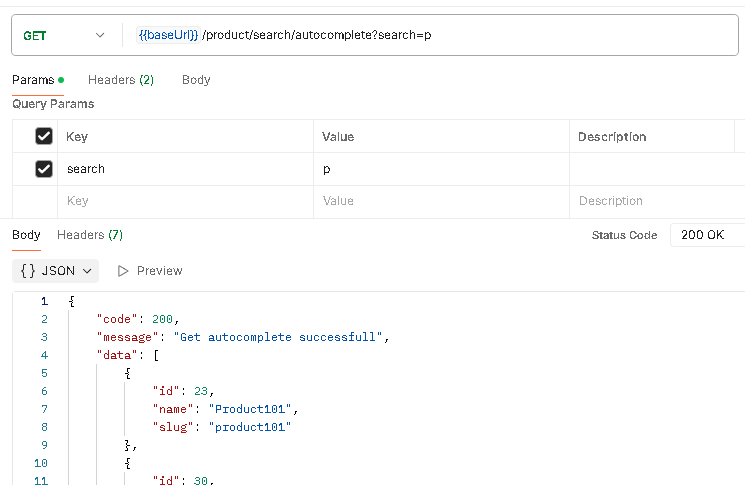 GET {{baseUrl}} /product/search/autocomplete?search=p
Params Headers (2) Body
Query Params
Key Value Description
search p
Key Value Description
Body Headers (7) Status Code 200 OK
{} JSON Preview
1 {
2 "code": 200,
3 "message": "Get autocomplete successfull",
4 "data": [
5 {
6 "id": 23,
7 "name": "Product101",
8 "slug": "product101"
9 },
10 {
11 "id": 30,